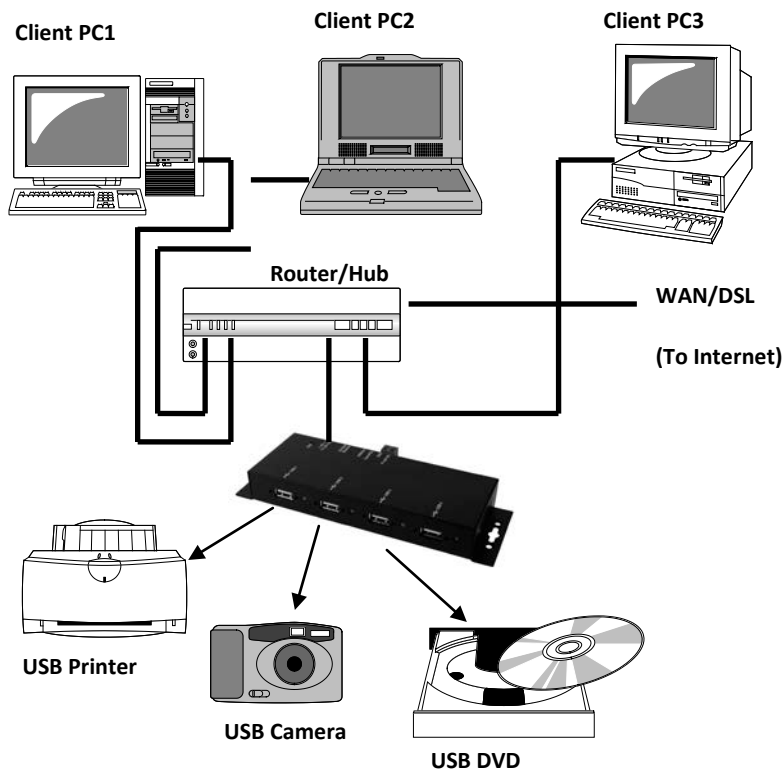 Client PC1
Client PC2
Client PC3
Router/Hub
WAN/DSL
(To Internet)
USB Printer
USB Camera
USB DVD